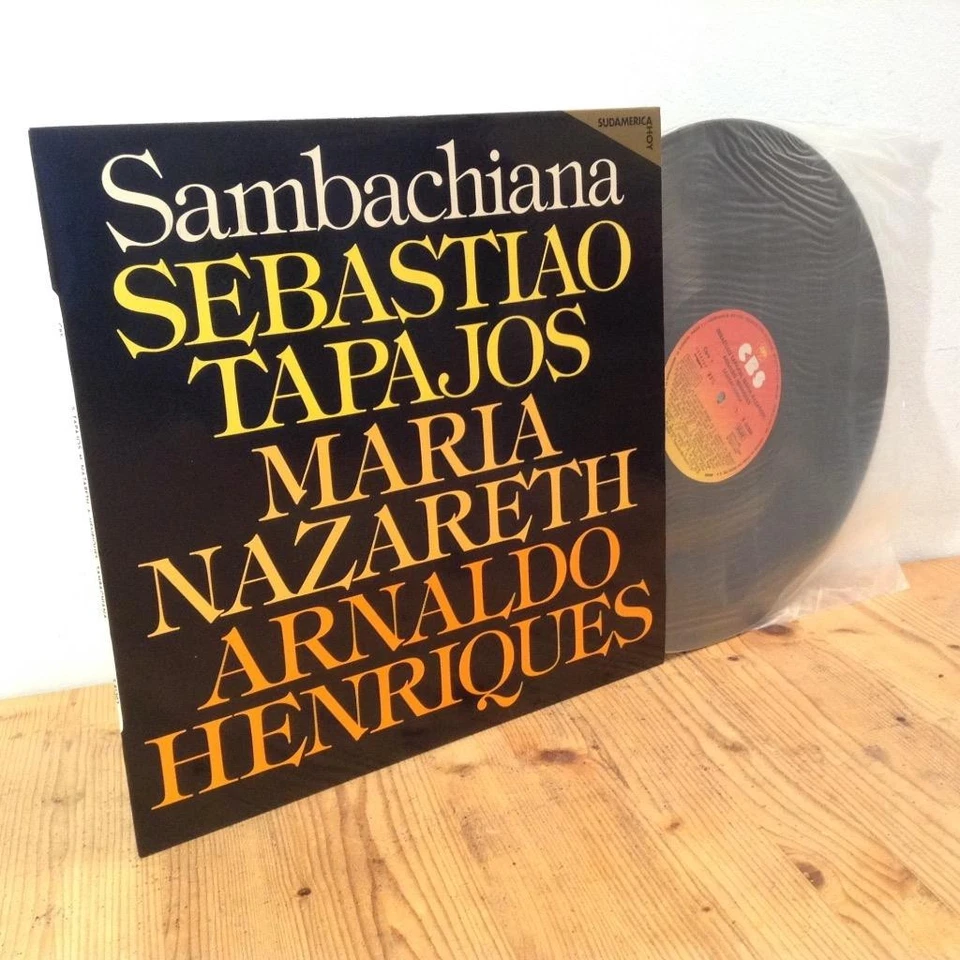 SUDAMERICA
HOY
Sambachiana
SEBASTIAO
TAPAJOS
MARIA
NAZARETH
ARNALDO
HENRIQUES
CBS